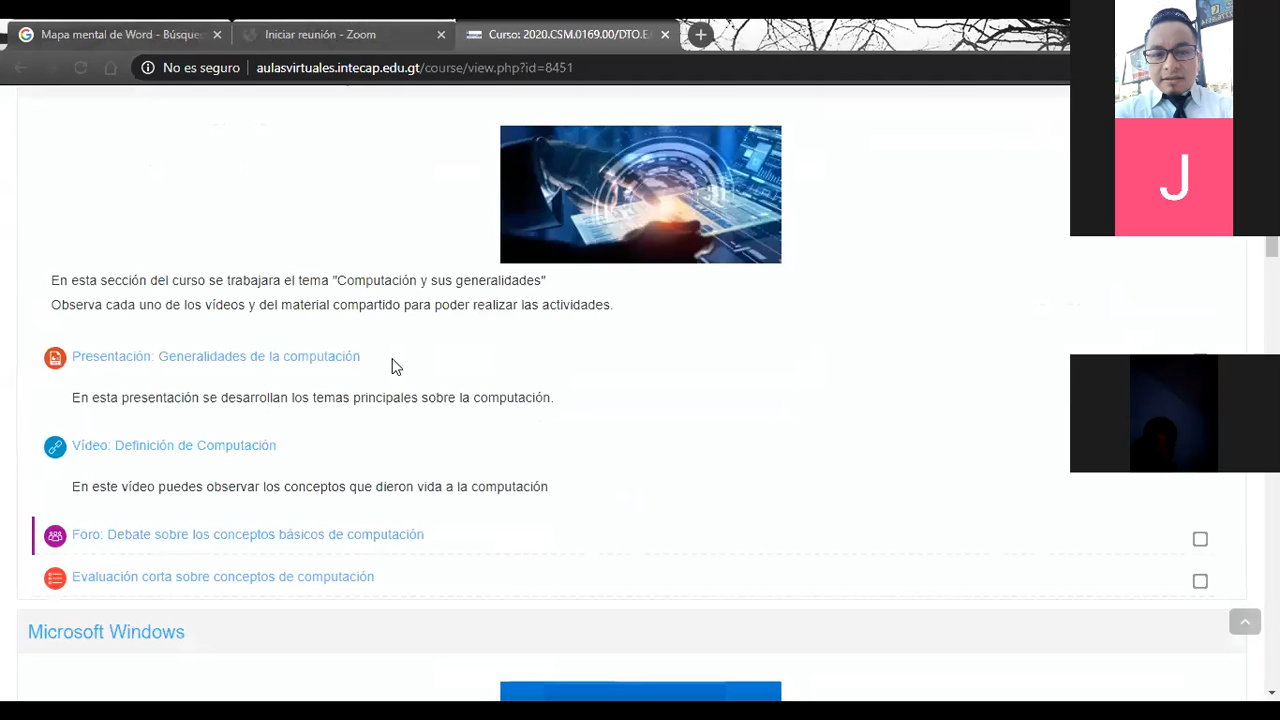 Mapa mental de Word - Búsque
Iniciar reunión - Zoom
Curso: 2020.CSM.0169.00/DTO.E
No es seguro
aulasvirtuales.intecap.edu.gt/course/view.php?id=8451
J
En esta sección del curso se trabajara el tema "Computación y sus generalidades"
Observa cada uno de los vídeos y del material compartido para poder realizar las actividades.
Presentación: Generalidades de la computación
En esta presentación se desarrollan los temas principales sobre la computación.
Vídeo: Definición de Computación
En este vídeo puedes observar los conceptos que dieron vida a la computación
Foro: Debate sobre los conceptos básicos de computación
Evaluación corta sobre conceptos de computación
Microsoft Windows